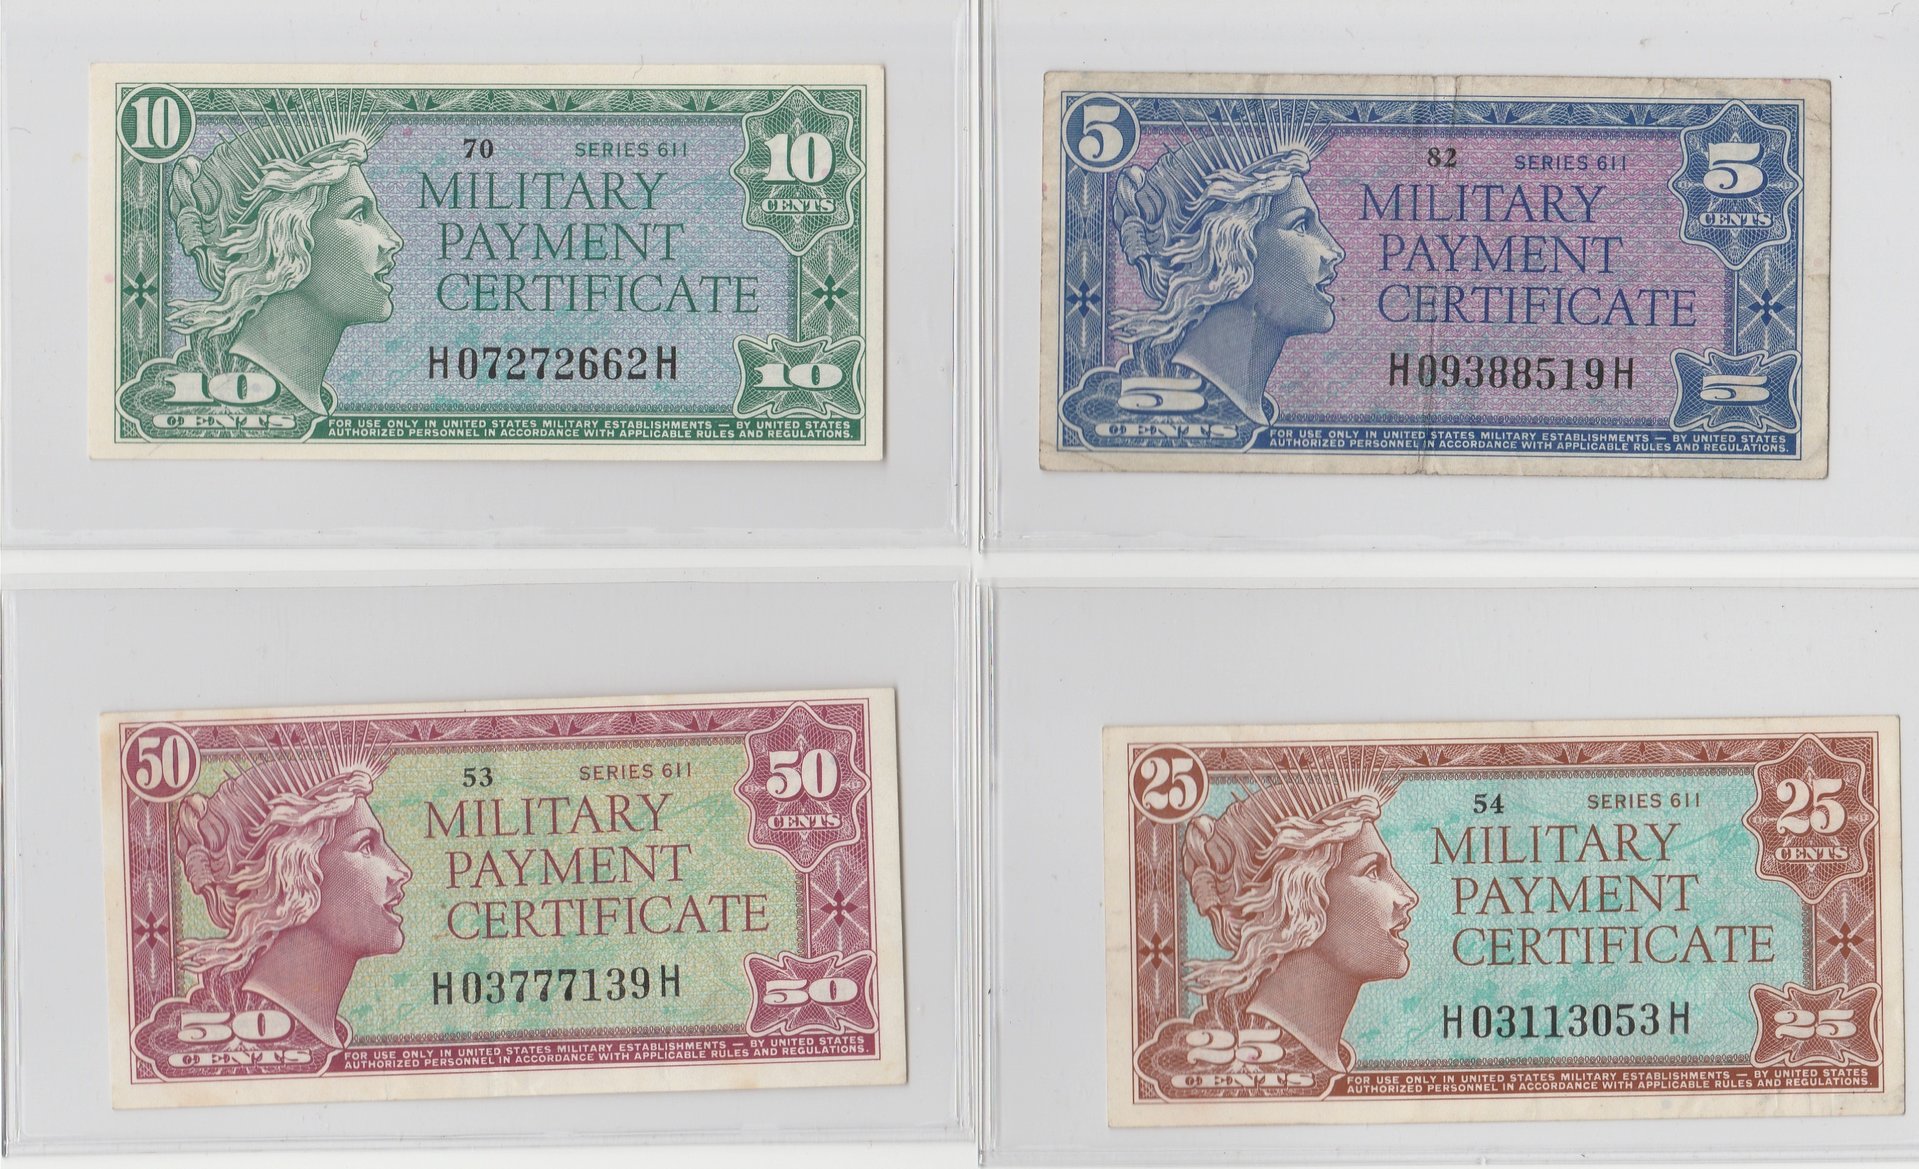 10
70 SERIES 611
10
CENTS
MILITARY
PAYMENT
CERTIFICATE
H07272662H
10
CENTS
10
FOR USE ONLY IN UNITED STATES MILITARY ESTABLISHMENTS — BY UNITED STATES
AUTHORIZED PERSONNEL IN ACCORDANCE WITH APPLICABLE RULES AND REGULATIONS.
5
82 SERIES 611
5
CENTS
MILITARY
PAYMENT
CERTIFICATE
H09388519H
5
CENTS
5
FOR USE ONLY IN UNITED STATES MILITARY ESTABLISHMENTS — BY UNITED STATES
AUTHORIZED PERSONNEL IN ACCORDANCE WITH APPLICABLE RULES AND REGULATIONS.
50
53 SERIES 611
50
CENTS
MILITARY
PAYMENT
CERTIFICATE
H03777139H
50
CENTS
50
FOR USE ONLY IN UNITED STATES MILITARY ESTABLISHMENTS — BY UNITED STATES
AUTHORIZED PERSONNEL IN ACCORDANCE WITH APPLICABLE RULES AND REGULATIONS.
25
54 SERIES 611
25
CENTS
MILITARY
PAYMENT
CERTIFICATE
H03113053H
25
CENTS
25
FOR USE ONLY IN UNITED STATES MILITARY ESTABLISHMENTS — BY UNITED STATES
AUTHORIZED PERSONNEL IN ACCORDANCE WITH APPLICABLE RULES AND REGULATIONS.